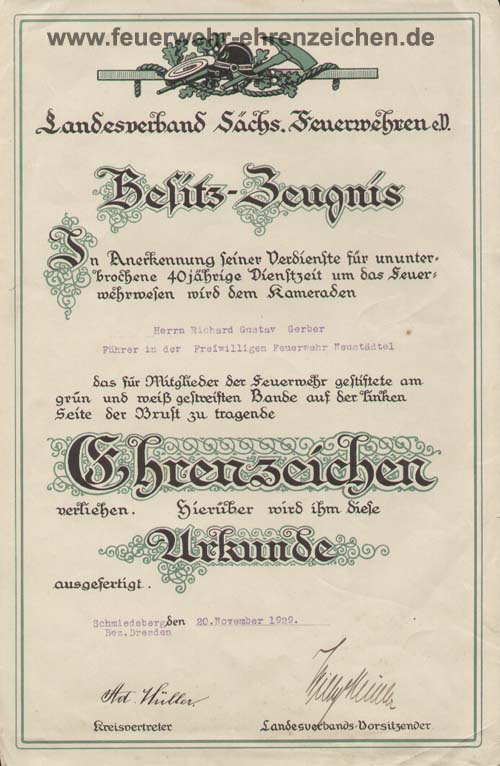 www.feuerwehr-ehrenzeichen.de
Landesverband Sächs. Feuerwehren e.V.
Besitz-Zeugnis
In Anerkennung seiner Verdienste für ununter-
brochene 40jährige Dienstzeit um das Feuer-
wehrwesen wird dem Kameraden
Herrn Richard Gustav Gerber
Führer in der Freiwilligen Feuerwehr Neustädtel
das für Mitglieder der Feuerwehr gestiftete am
grün und weiß gestreiften Bande auf der linken
Seite der Brust zu tragende
Ehrenzeichen
verliehen. Hierüber wird ihm diese
Urkunde
ausgefertigt.
Schmiedeberg, den 20.November 1929.
Bez.Dresden
Müller
Kreisvertreter Landesverbands-Vorsitzender